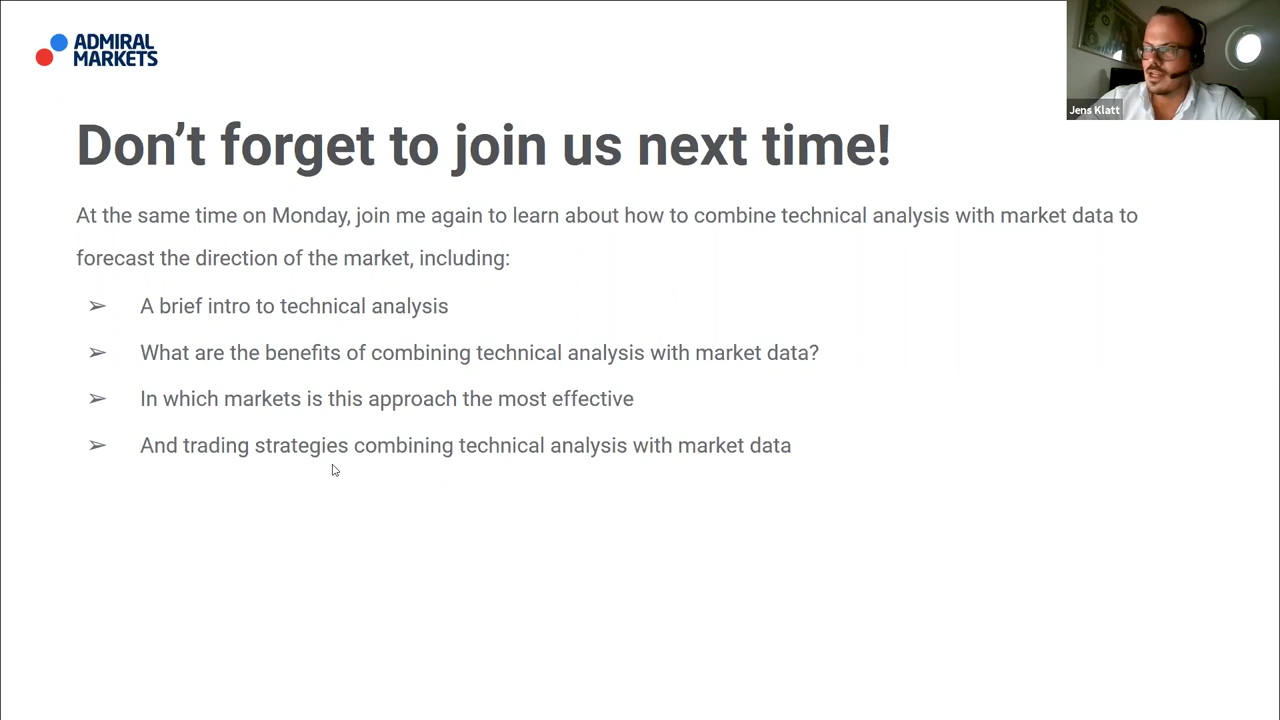 ADMIRAL
MARKETS
Jens Klatt
Don’t forget to join us next time!
At the same time on Monday, join me again to learn about how to combine technical analysis with market data to
forecast the direction of the market, including:
➢ A brief intro to technical analysis
➢ What are the benefits of combining technical analysis with market data?
➢ In which markets is this approach the most effective
➢ And trading strategies combining technical analysis with market data